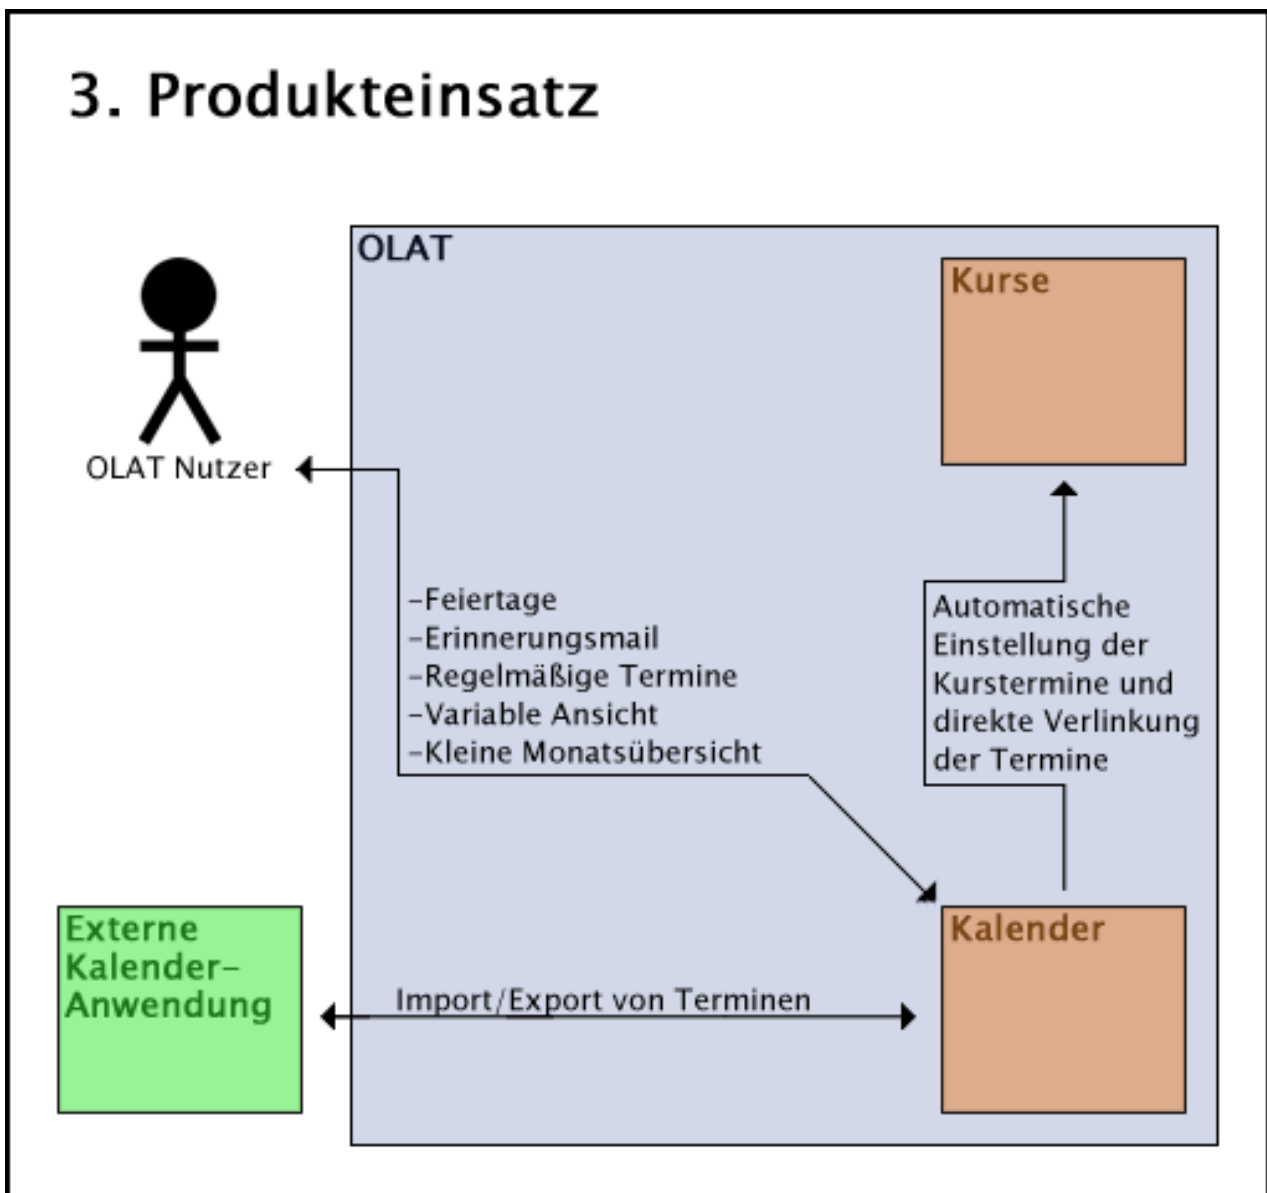 3. Produkteinsatz
OLAT
Kurse
OLAT Nutzer
-Feiertage
-Erinnerungsmail
-Regelmäßige Termine
-Variable Ansicht
-Kleine Monatsübersicht
Automatische
Einstellung der
Kurstermine und
direkte Verlinkung
der Termine
Externe
Kalender-
Anwendung
Import/Export von Terminen
Kalender